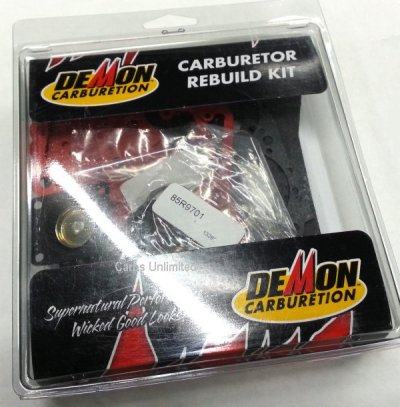 DEMON
CARBURETION
CARBURETOR
REBUILD KIT
85R9701
Carbs Unlimited
DEMON
CARBURETION
Supernatural Perfor
Wicked Good Looks